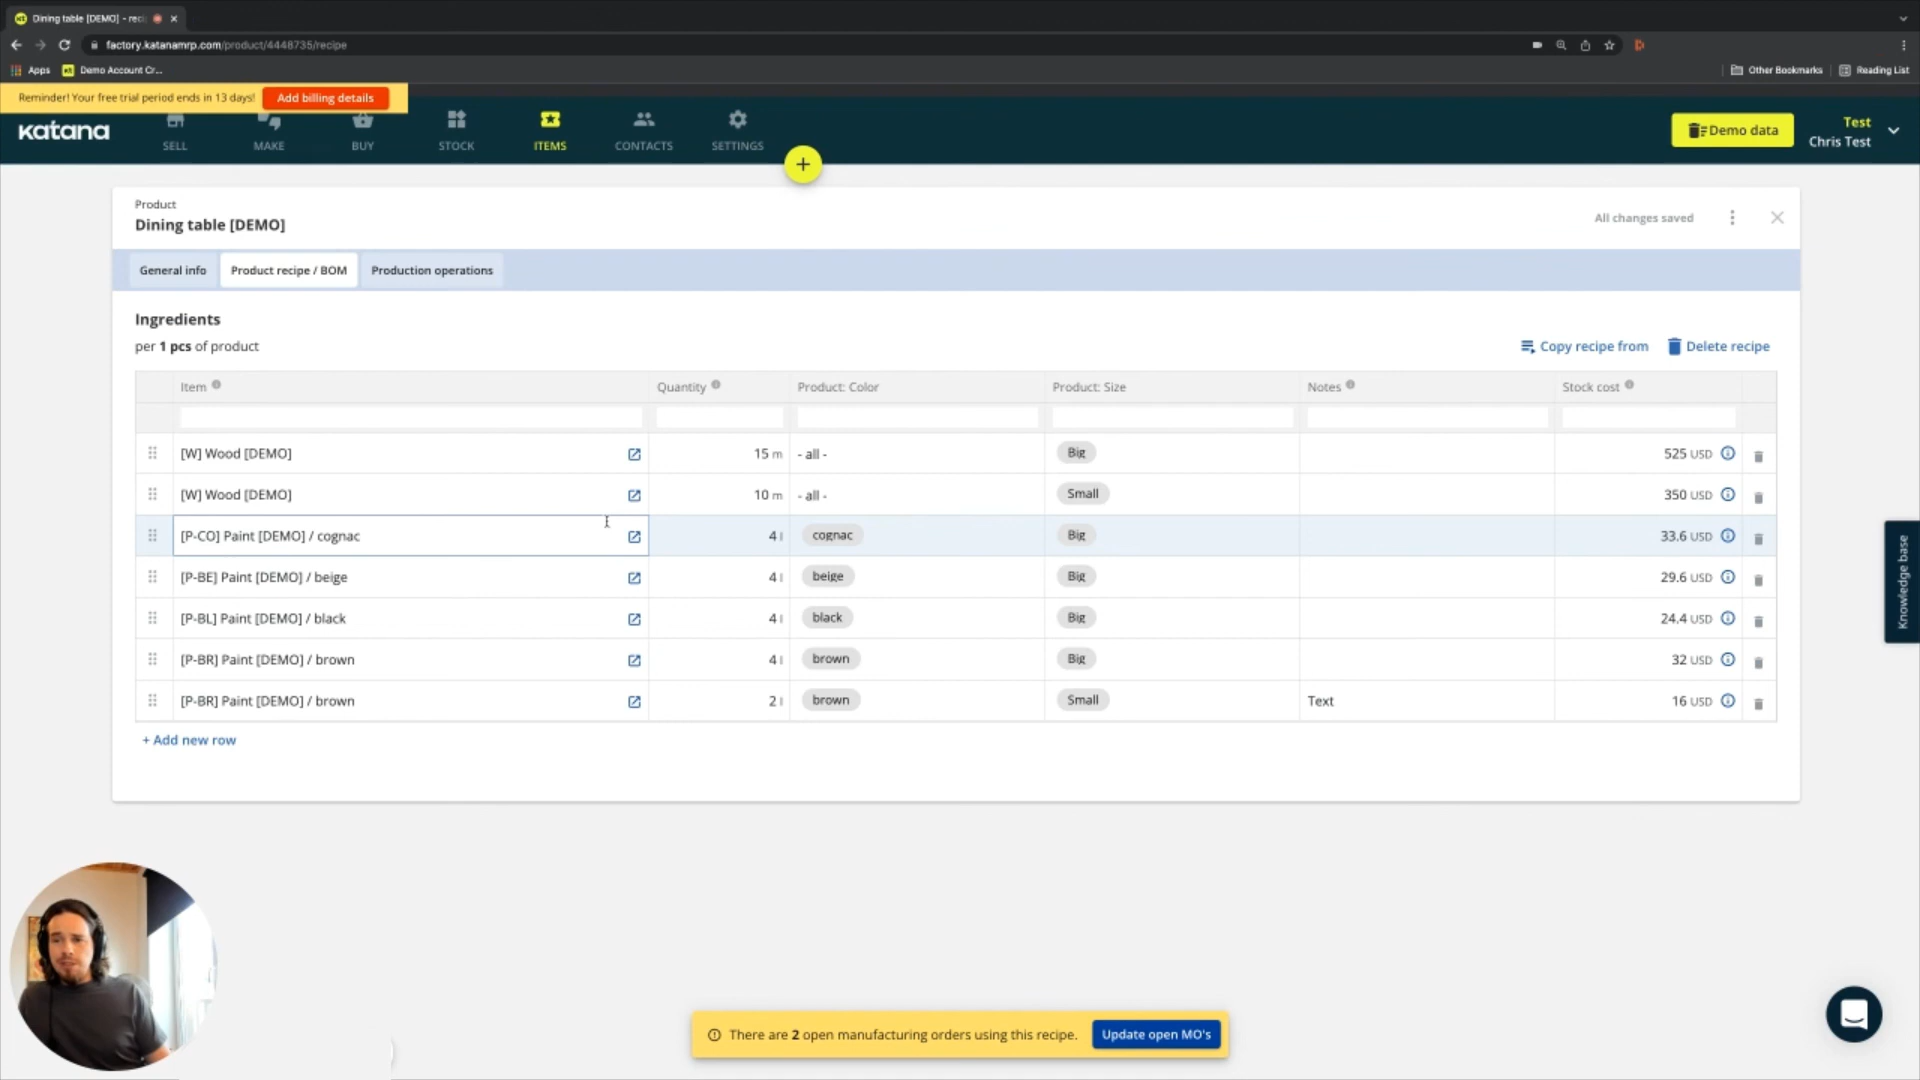 Dining table [DEMO] - reci
factory.katanamrp.com/product/4448735/recipe
Apps
Demo Account Cr...
Other Bookmarks
Reading List
Reminder! Your free trial period ends in 13 days!
Add billing details
katana
SELL
MAKE
BUY
STOCK
ITEMS
CONTACTS
SETTINGS
+
Demo data
Test
Chris Test
Product
Dining table [DEMO]
All changes saved
General info
Product recipe / BOM
Production operations
Ingredients
per 1 pcs of product
Copy recipe from
Delete recipe
Item Quantity Product: Color Product: Size Notes Stock cost
[W] Wood [DEMO] 15 m - all - Big 525 USD
[W] Wood [DEMO] 10 m - all - Small 350 USD
[P-CO] Paint [DEMO] / cognac 4 l cognac Big 33.6 USD
[P-BE] Paint [DEMO] / beige 4 l beige Big 29.6 USD
[P-BL] Paint [DEMO] / black 4 l black Big 24.4 USD
[P-BR] Paint [DEMO] / brown 4 l brown Big 32 USD
[P-BR] Paint [DEMO] / brown 2 l brown Small Text 16 USD
+ Add new row
Knowledge base
There are 2 open manufacturing orders using this recipe.
Update open MO's